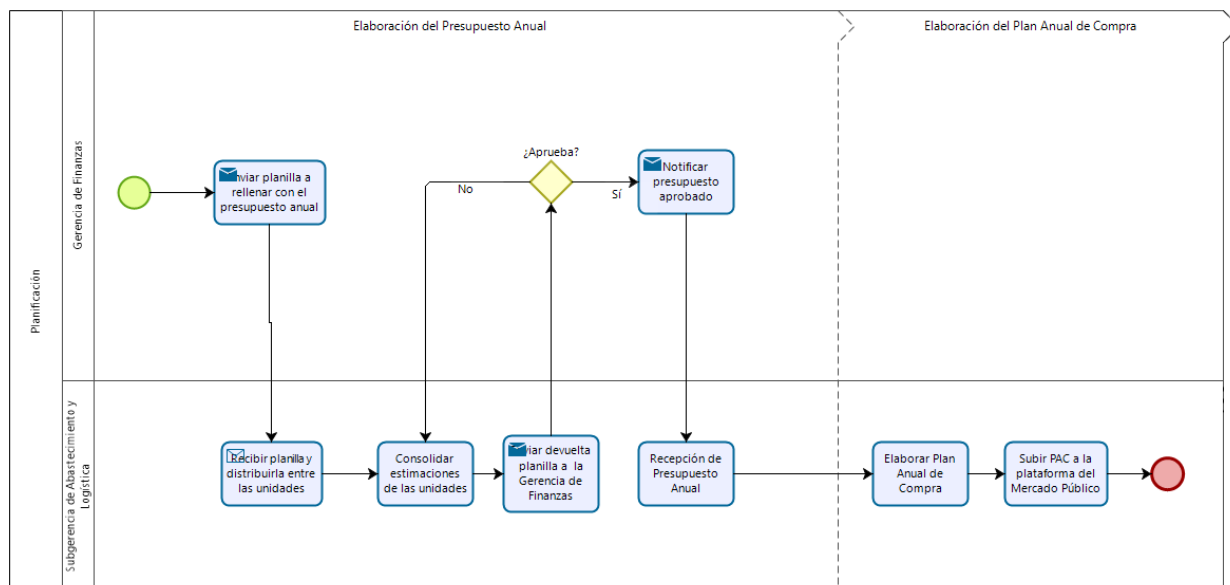 Elaboración del Presupuesto Anual
Elaboración del Plan Anual de Compra
Planificación
Gerencia de Finanzas
Enviar planilla a
rellenar con el
presupuesto anual
¿Aprueba?
No
Sí
Notificar
presupuesto
aprobado
Subgerencia de Abastecimiento y
Logística
Recibir planilla y
distribuirla entre
las unidades
Consolidar
estimaciones
de las unidades
Enviar devuelta
planilla a la
Gerencia de
Finanzas
Recepción de
Presupuesto
Anual
Elaborar Plan
Anual de
Compra
Subir PAC a la
plataforma del
Mercado Público